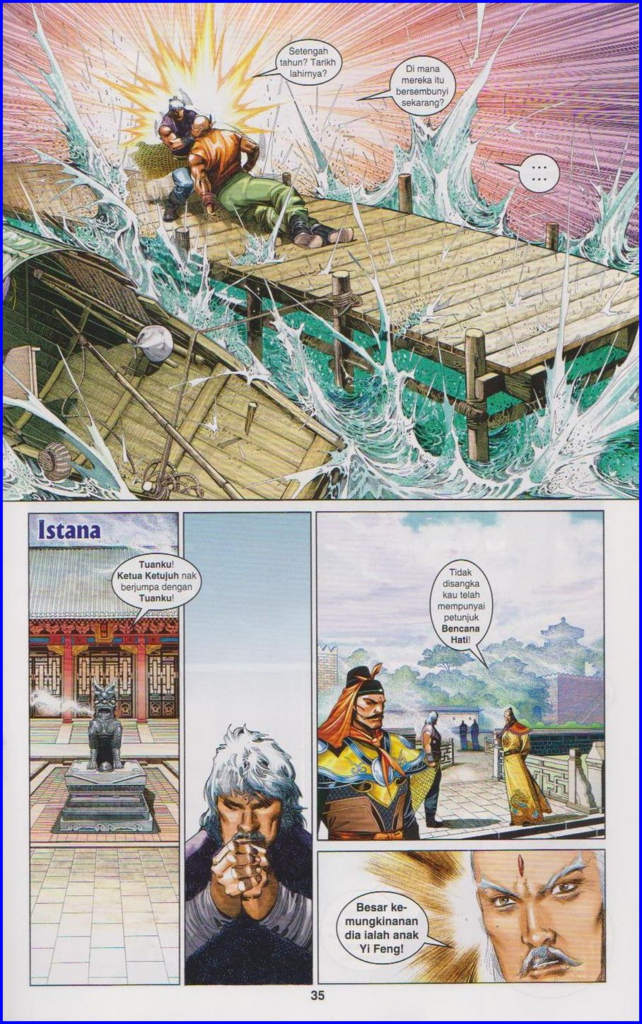 Setengah
tahun? Tarikh
lahirnya?
Di mana
mereka itu
bersembunyi
sekarang?
...
...
Istana
Tuanku!
Ketua Ketujuh nak
berjumpa dengan
Tuanku!
Tidak
disangka
kau telah
mempunyai
petunjuk
Bencana
Hati!
Besar ke-
mungkinan
dia ialah anak
Yi Feng!
35